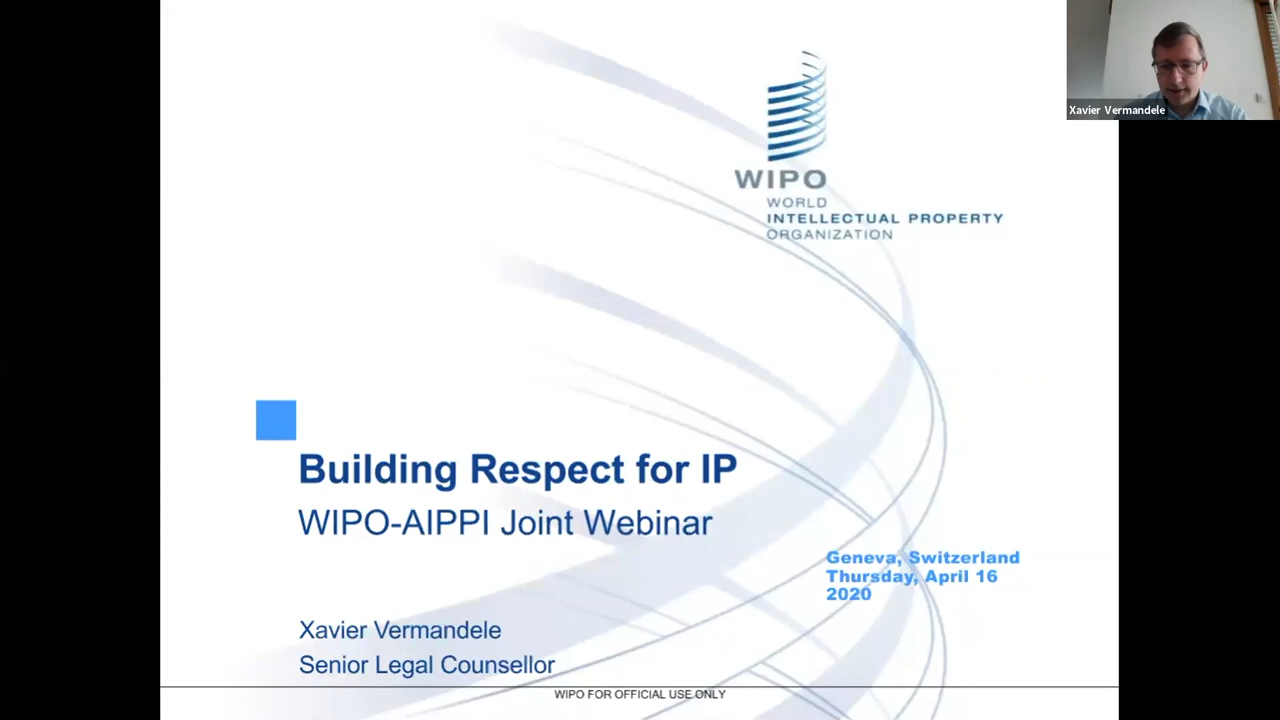 Xavier Vermandele
WIPO
WORLD
INTELLECTUAL PROPERTY
ORGANIZATION
Building Respect for IP
WIPO-AIPPI Joint Webinar
Geneva, Switzerland
Thursday, April 16
2020
Xavier Vermandele
Senior Legal Counsellor
WIPO FOR OFFICIAL USE ONLY